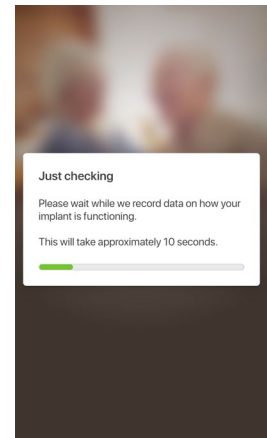 Just checking
Please wait while we record data on how your
implant is functioning.
This will take approximately 10 seconds.